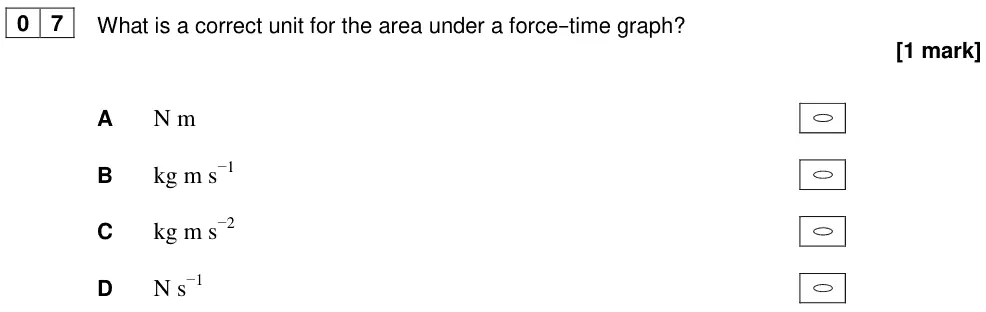 0 7 What is a correct unit for the area under a force–time graph?
[1 mark]
A N m
B kg m s⁻¹
C kg m s⁻²
D N s⁻¹